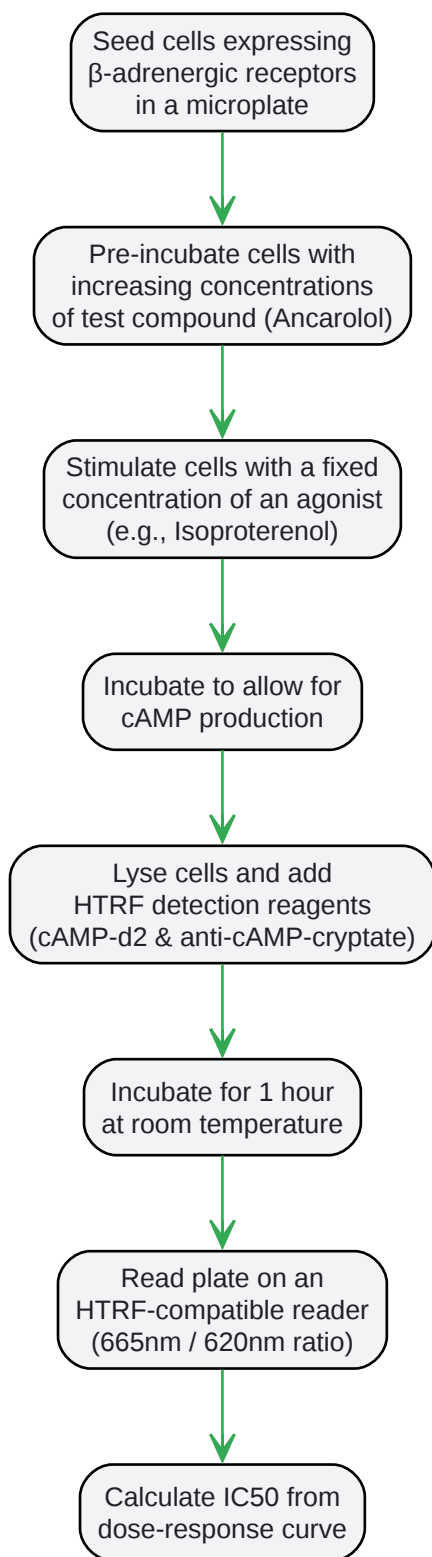 Seed cells expressing
β-adrenergic receptors
in a microplate
Pre-incubate cells with
increasing concentrations
of test compound (Ancarolol)
Stimulate cells with a fixed
concentration of an agonist
(e.g., Isoproterenol)
Incubate to allow for
cAMP production
Lyse cells and add
HTRF detection reagents
(cAMP-d2 & anti-cAMP-cryptate)
Incubate for 1 hour
at room temperature
Read plate on an
HTRF-compatible reader
(665nm / 620nm ratio)
Calculate IC50 from
dose-response curve